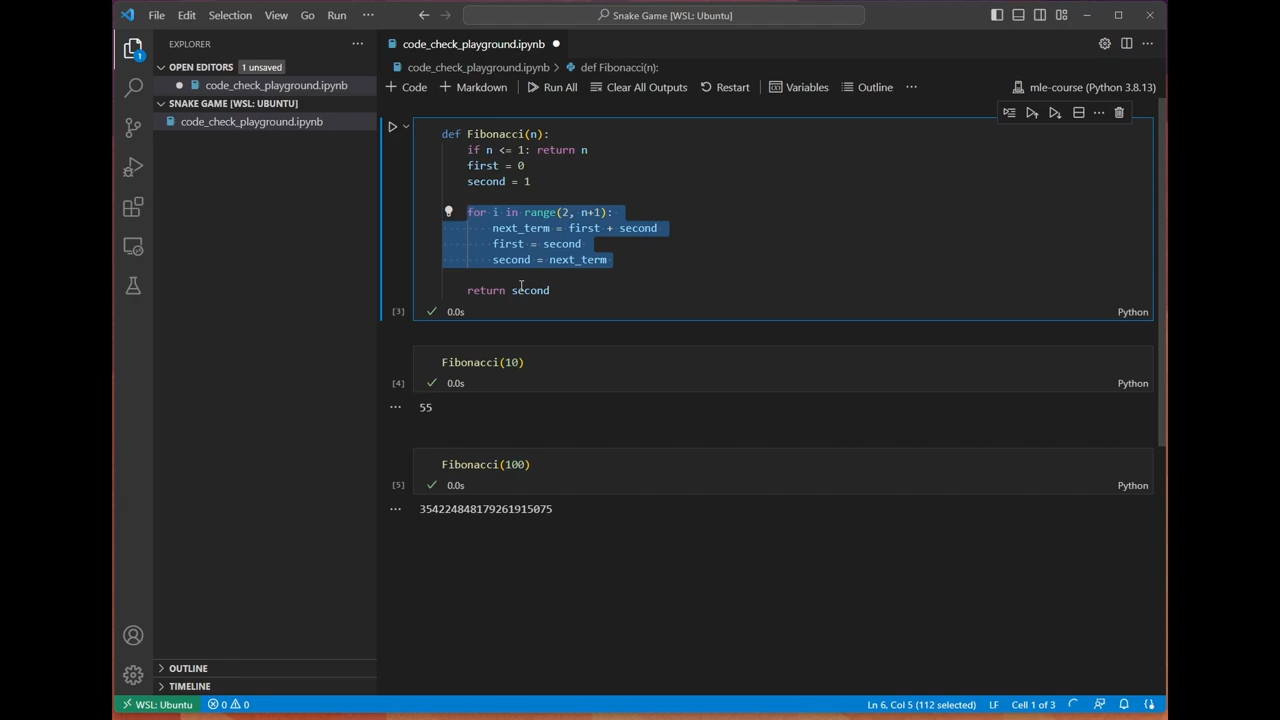 File Edit Selection View Go Run ··· Snake Game [WSL: Ubuntu]
EXPLORER ···
OPEN EDITORS 1 unsaved
code_check_playground.ipynb
SNAKE GAME [WSL: UBUNTU]
code_check_playground.ipynb
OUTLINE
TIMELINE
code_check_playground.ipynb
code_check_playground.ipynb > def Fibonacci(n):
+ Code + Markdown Run All Clear All Outputs Restart Variables Outline ··· mle-course (Python 3.8.13)
def Fibonacci(n):
if n <= 1: return n
first = 0
second = 1
for i in range(2, n+1):
next_term = first + second
first = second
second = next_term
return second
[3] 0.0s Python
Fibonacci(10)
[4] 0.0s Python
55
Fibonacci(100)
[5] 0.0s Python
354224848179261915075
WSL: Ubuntu 0 0 Ln 6, Col 5 (112 selected) LF Cell 1 of 3
1